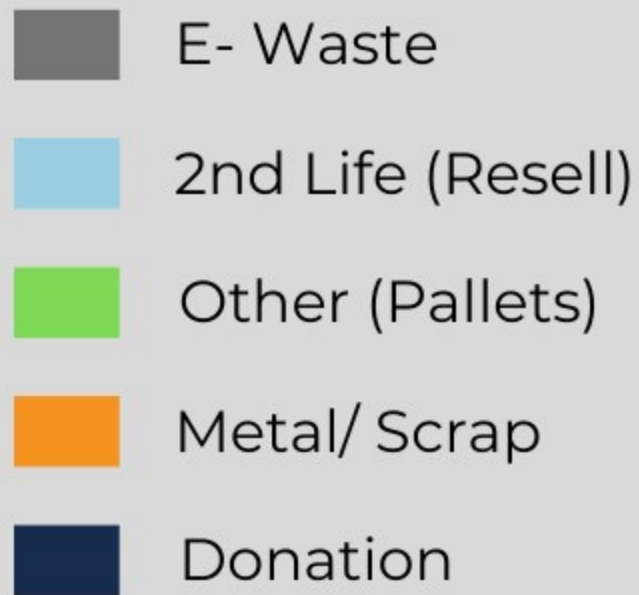 E- Waste
2nd Life (Resell)
Other (Pallets)
Metal/ Scrap
Donation